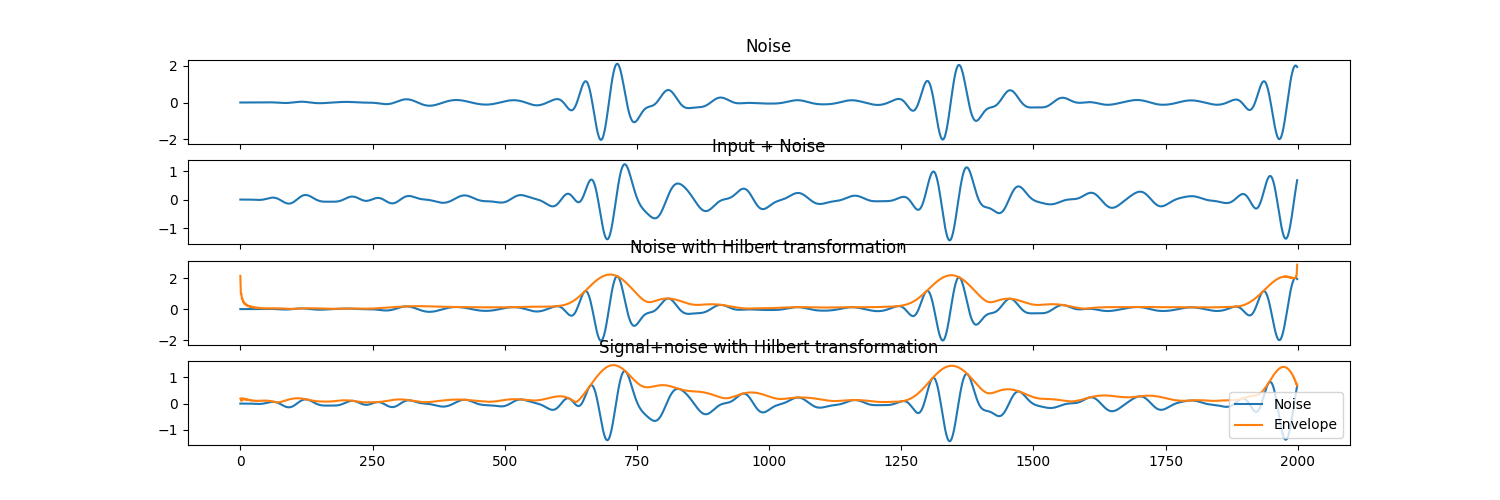 Noise
2
0
−2
Input + Noise
1
0
−1
Noise with Hilbert transformation
2
0
−2
Signal+noise with Hilbert transformation
1
0
−1
Noise
Envelope
0 250 500 750 1000 1250 1500 1750 2000